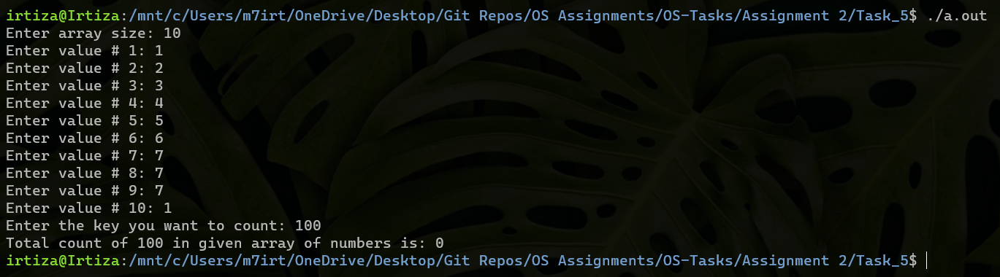 irtiza@Irtiza:/mnt/c/Users/m7irt/OneDrive/Desktop/Git Repos/OS Assignments/OS-Tasks/Assignment 2/Task_5$ ./a.out
Enter array size: 10
Enter value # 1: 1
Enter value # 2: 2
Enter value # 3: 3
Enter value # 4: 4
Enter value # 5: 5
Enter value # 6: 6
Enter value # 7: 7
Enter value # 8: 7
Enter value # 9: 7
Enter value # 10: 1
Enter the key you want to count: 100
Total count of 100 in given array of numbers is: 0
irtiza@Irtiza:/mnt/c/Users/m7irt/OneDrive/Desktop/Git Repos/OS Assignments/OS-Tasks/Assignment 2/Task_5$